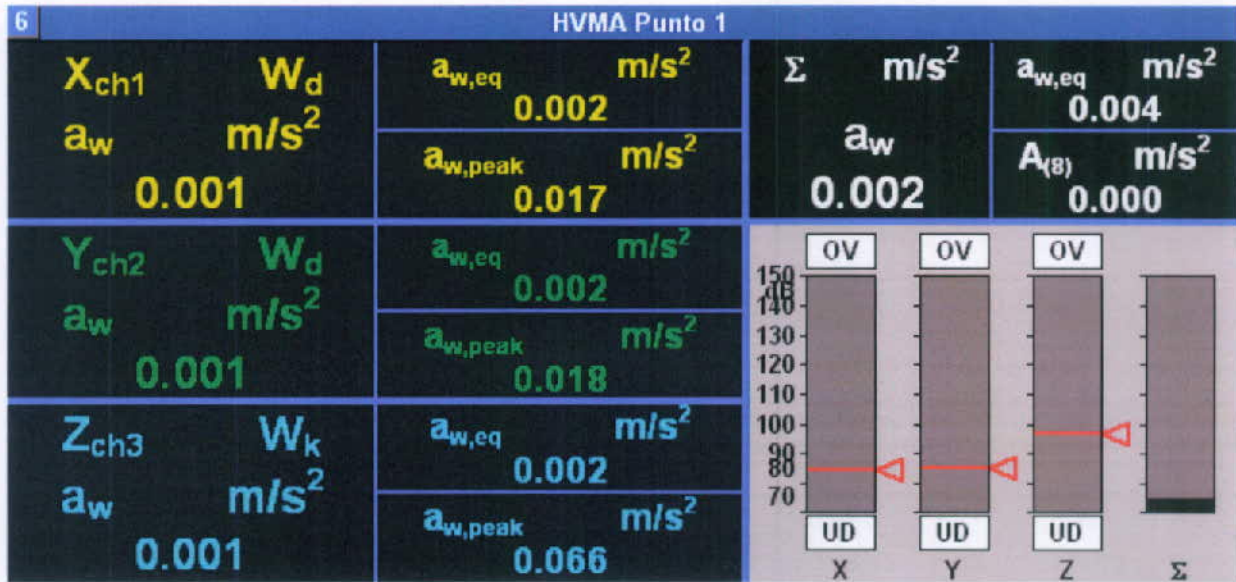 6
HVMA Punto 1
Xch1 Wd
aw m/s²
0.001
aw,eq m/s²
0.002
aw,peak m/s²
0.017
Σ m/s²
aw
0.002
aw,eq m/s²
0.004
A(8) m/s²
0.000
Ych2 Wd
aw m/s²
0.001
aw,eq m/s²
0.002
aw,peak m/s²
0.018
Zch3 Wk
aw m/s²
0.001
aw,eq m/s²
0.002
aw,peak m/s²
0.066
OV OV OV
150
dB
140
130
120
110
100
90
80
70
UD UD UD
X Y Z Σ